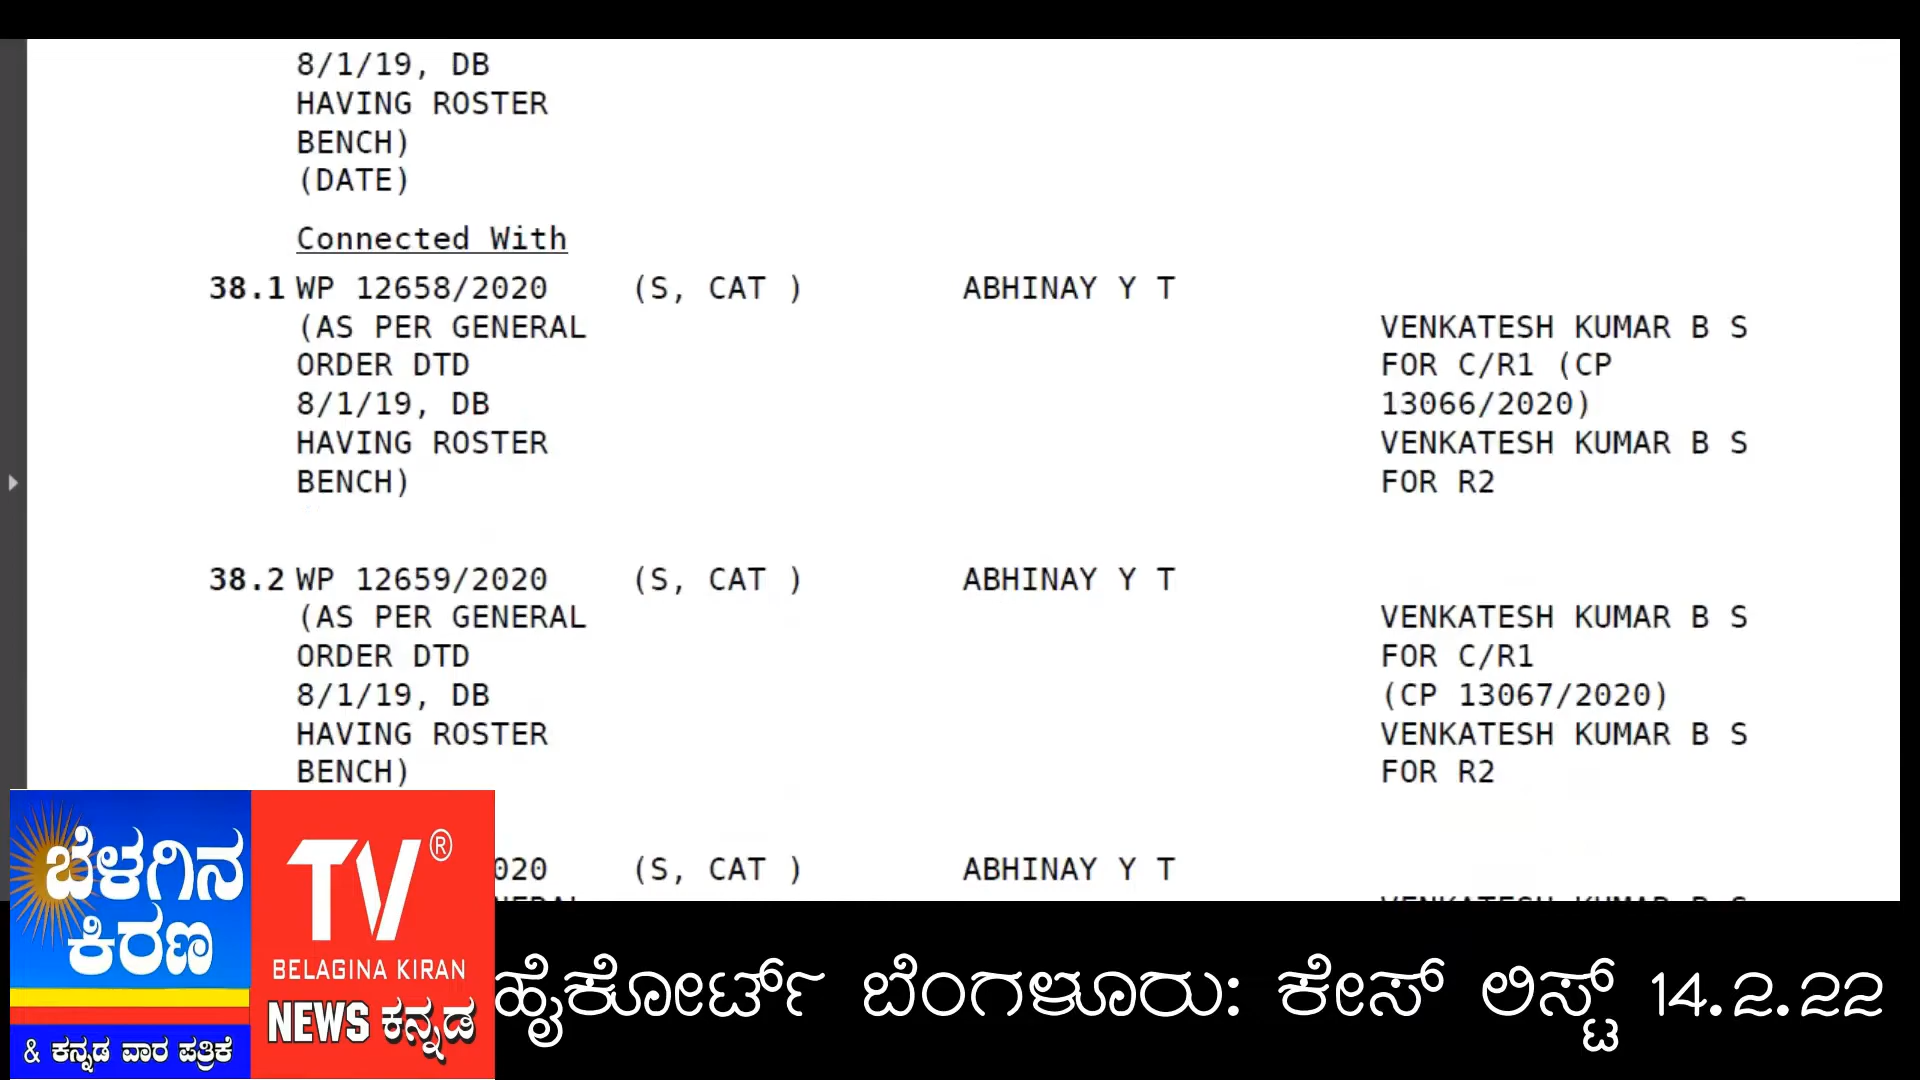 8/1/19, DB
HAVING ROSTER
BENCH)
(DATE)
Connected With
38.1 WP 12658/2020 (S, CAT ) ABHINAY Y T
(AS PER GENERAL VENKATESH KUMAR B S
ORDER DTD FOR C/R1 (CP
8/1/19, DB 13066/2020)
HAVING ROSTER VENKATESH KUMAR B S
BENCH) FOR R2
38.2 WP 12659/2020 (S, CAT ) ABHINAY Y T
(AS PER GENERAL VENKATESH KUMAR B S
ORDER DTD FOR C/R1
8/1/19, DB (CP 13067/2020)
HAVING ROSTER VENKATESH KUMAR B S
BENCH) FOR R2
020 (S, CAT ) ABHINAY Y T
ಬೆಳಗಿನ
ಕಿರಣ
& ಕನ್ನಡ ವಾರ ಪತ್ರಿಕೆ
TV®
BELAGINA KIRAN
NEWS ಕನ್ನಡ
ಹೈಕೋರ್ಟ್ ಬೆಂಗಳೂರು: ಕೇಸ್ ಲಿಸ್ಟ್ 14.2.22